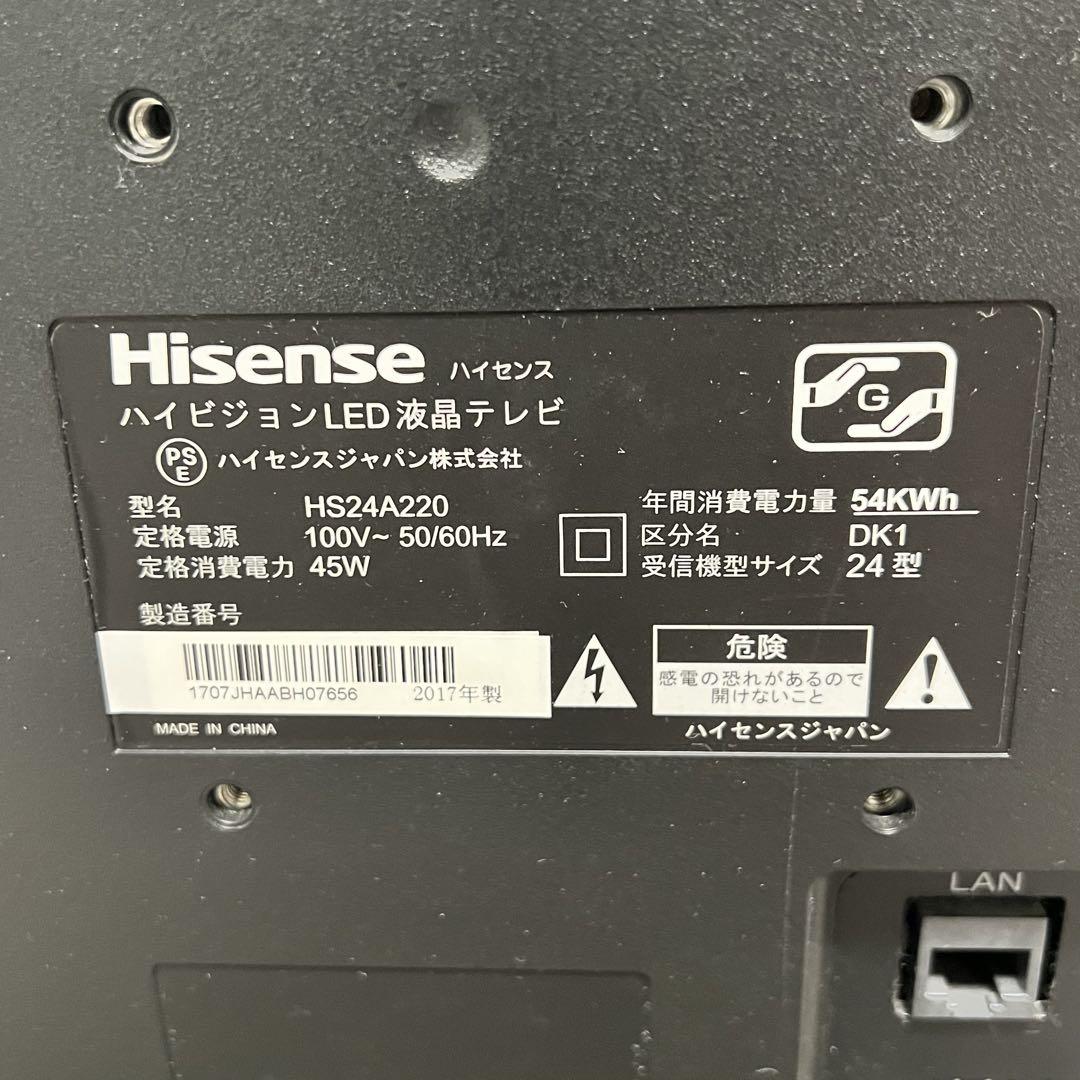 Hisense ハイセンス
ハイビジョンLED液晶テレビ
PSE ハイセンスジャパン株式会社
G
型名 HS24A220
定格電源 100V~ 50/60Hz
定格消費電力 45W
年間消費電力量 54KWh
区分名 DK1
受信機型サイズ 24型
製造番号
1707JHAABH07656 2017年製
MADE IN CHINA
危険
感電の恐れがあるので
開けないこと
ハイセンスジャパン
LAN